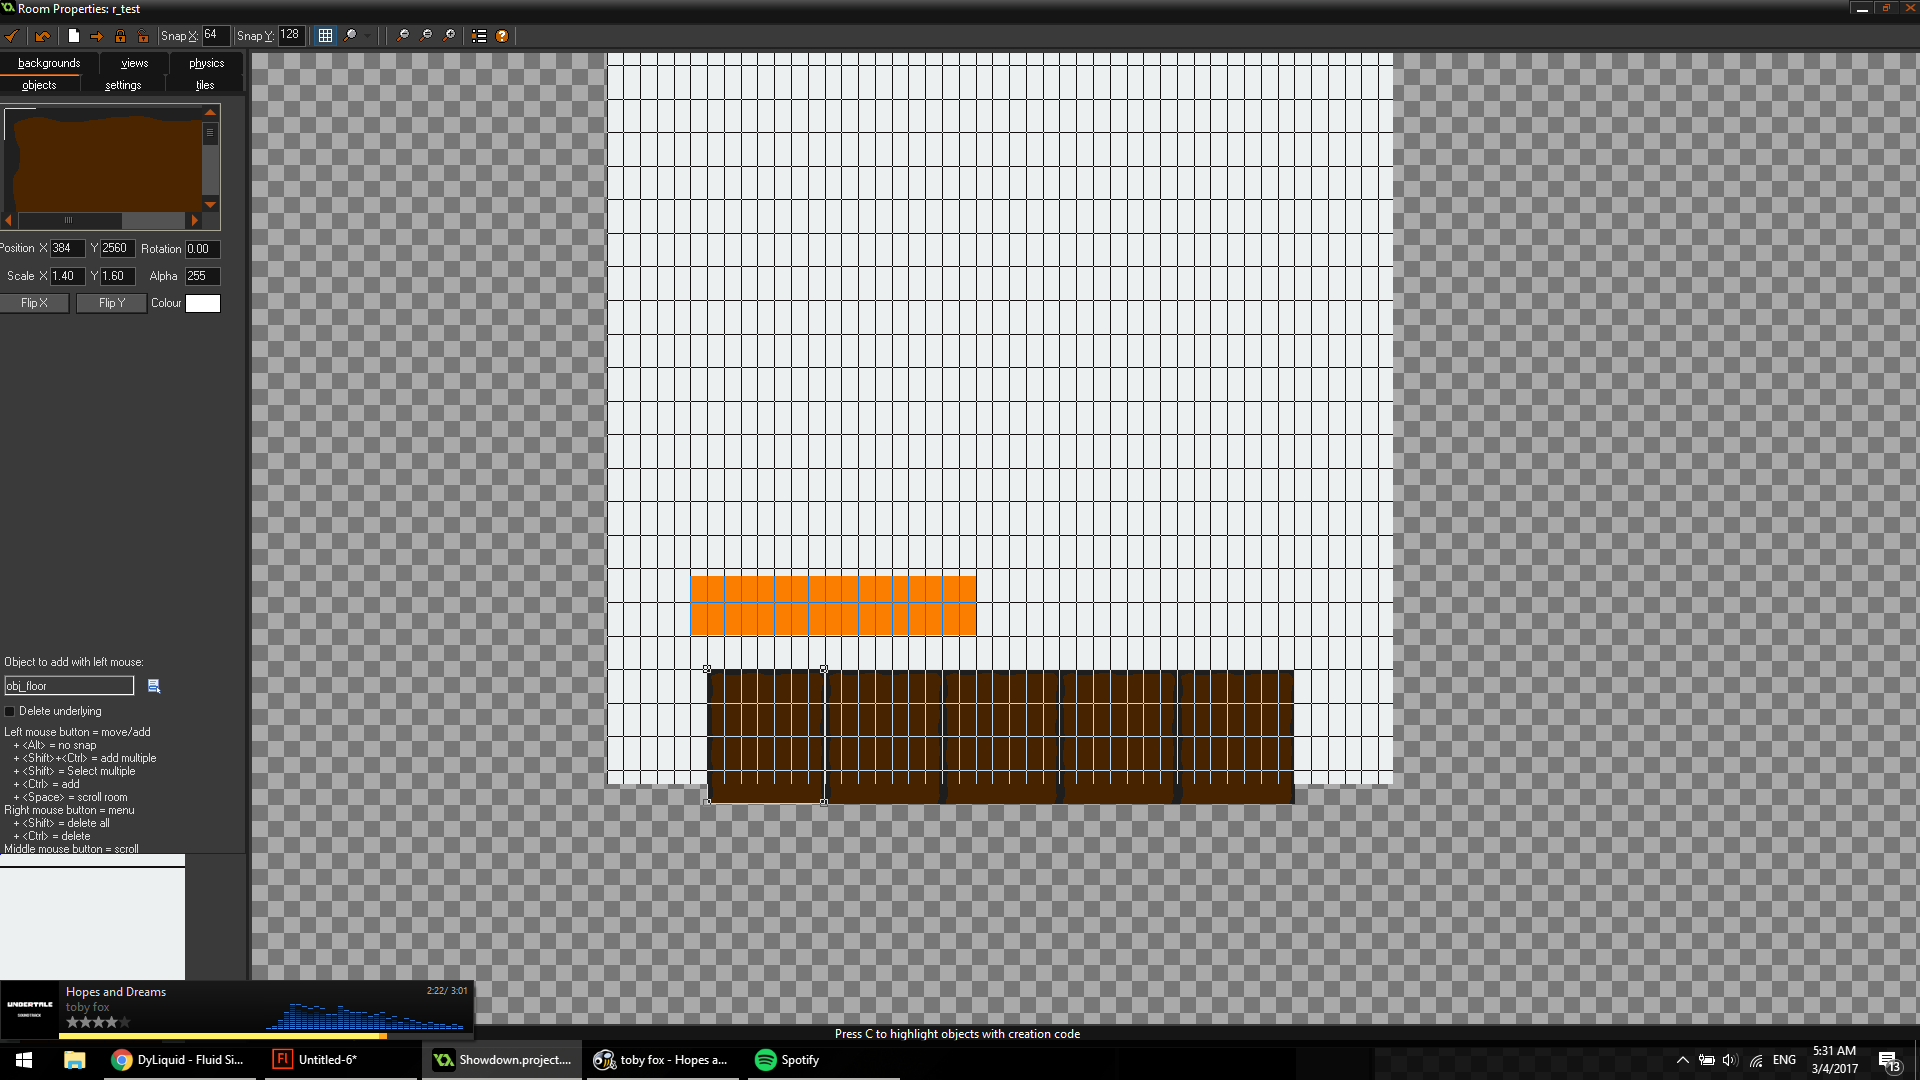 Room Properties: r_test
Snap X: 64 Snap Y: 128
backgrounds views physics
objects settings tiles
Position X 384 Y 2560 Rotation 0.00
Scale X 1.40 Y 1.60 Alpha 255
Flip X Flip Y Colour
Object to add with left mouse:
obj_floor
Delete underlying
Left mouse button = move/add
+ <Alt> = no snap
+ <Shift>+<Ctrl> = add multiple
+ <Shift> = Select multiple
+ <Ctrl> = add
+ <Space> = scroll room
Right mouse button = menu
+ <Shift> = delete all
+ <Ctrl> = delete
Middle mouse button = scroll
UNDERTALE
SOUNDTRACK
Hopes and Dreams 2:22/ 3:01
toby fox
Press C to highlight objects with creation code
DyLiquid - Fluid Si...
Fl Untitled-6*
Showdown.project....
toby fox - Hopes a...
Spotify
ENG
5:31 AM
3/4/2017
13